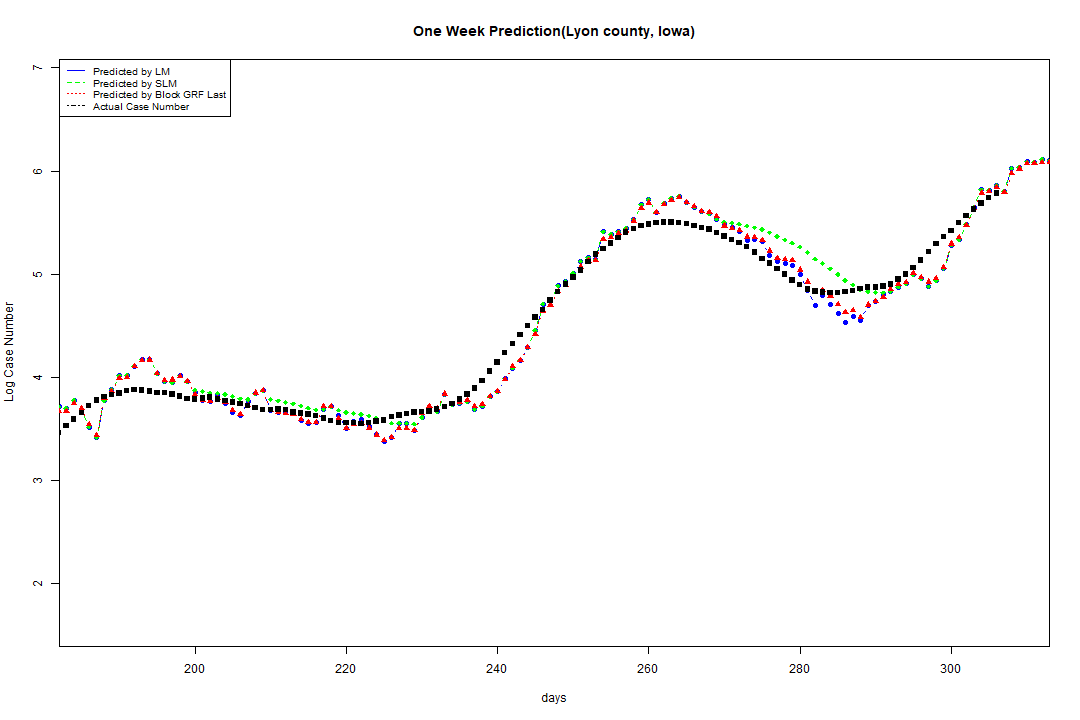 One Week Prediction(Lyon county, Iowa)
7
Predicted by LM
Predicted by SLM
Predicted by Block GRF Last
Actual Case Number
6
5
4
3
2
Log Case Number
200
220
240
260
280
300
days